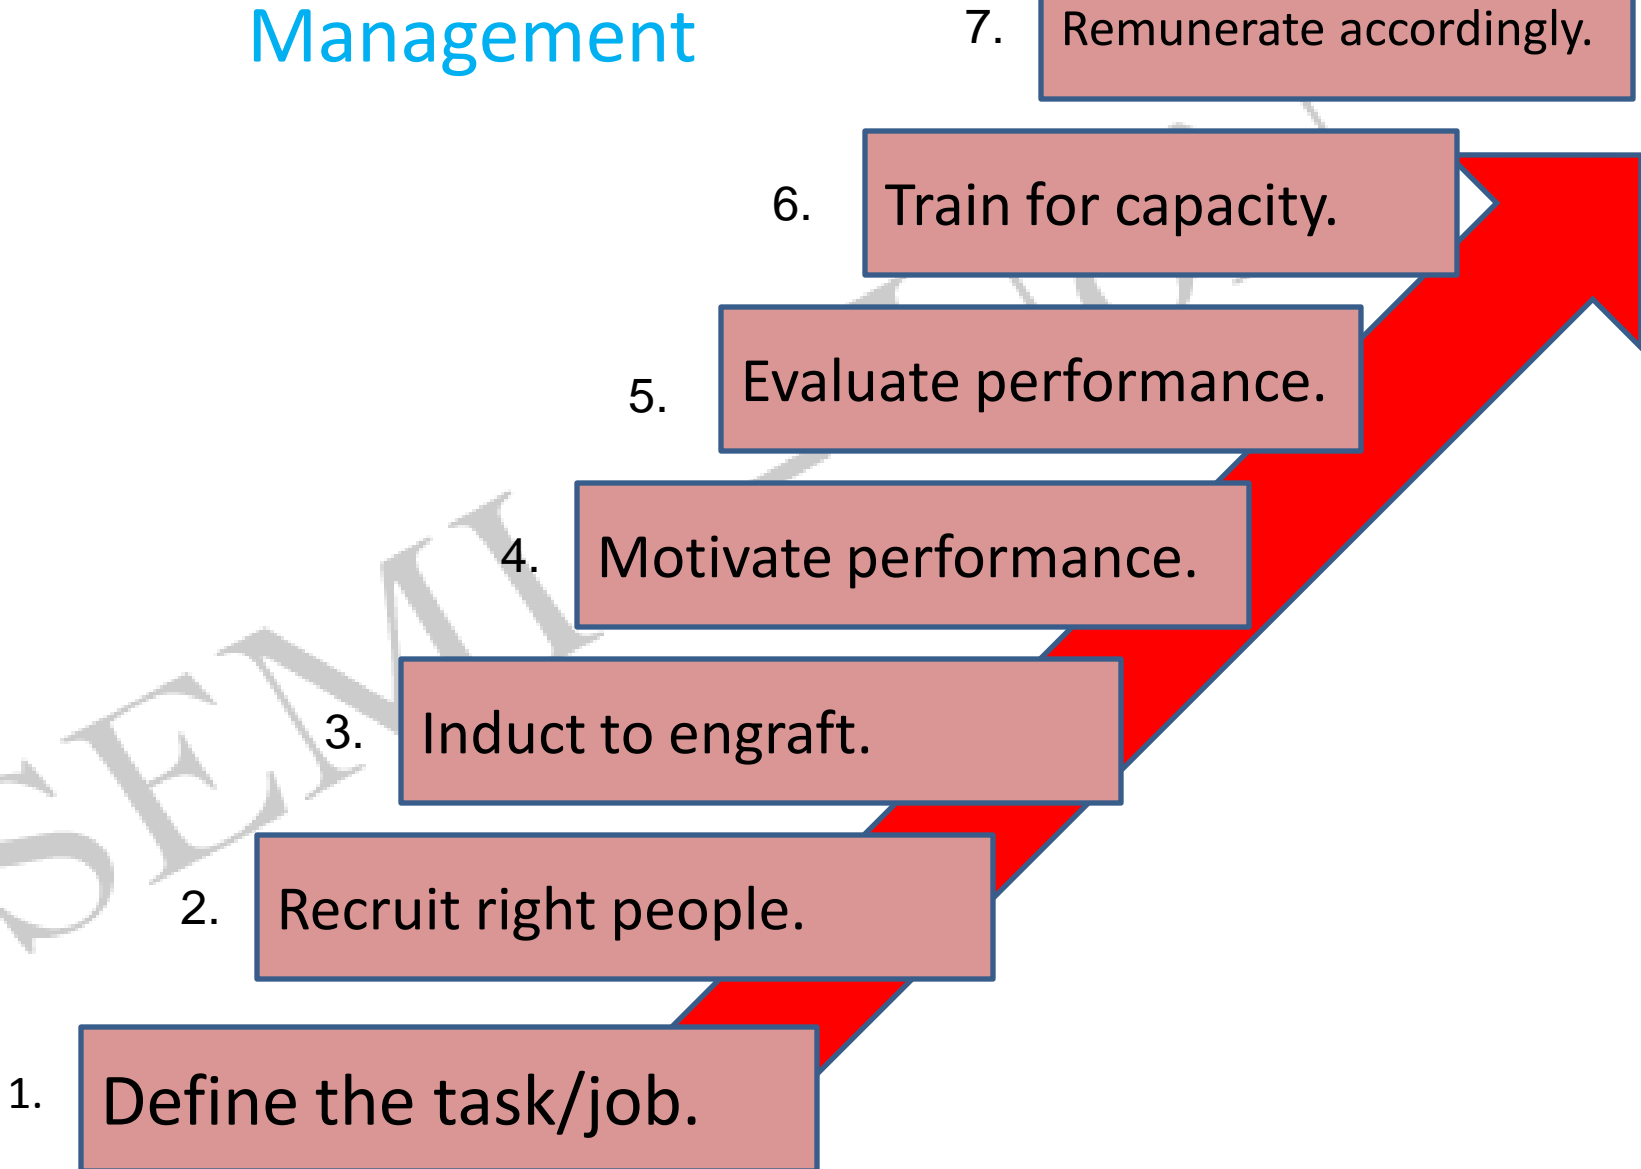 Management
7. Remunerate accordingly.
6. Train for capacity.
5. Evaluate performance.
4. Motivate performance.
3. Induct to engraft.
2. Recruit right people.
1. Define the task/job.
SEMI